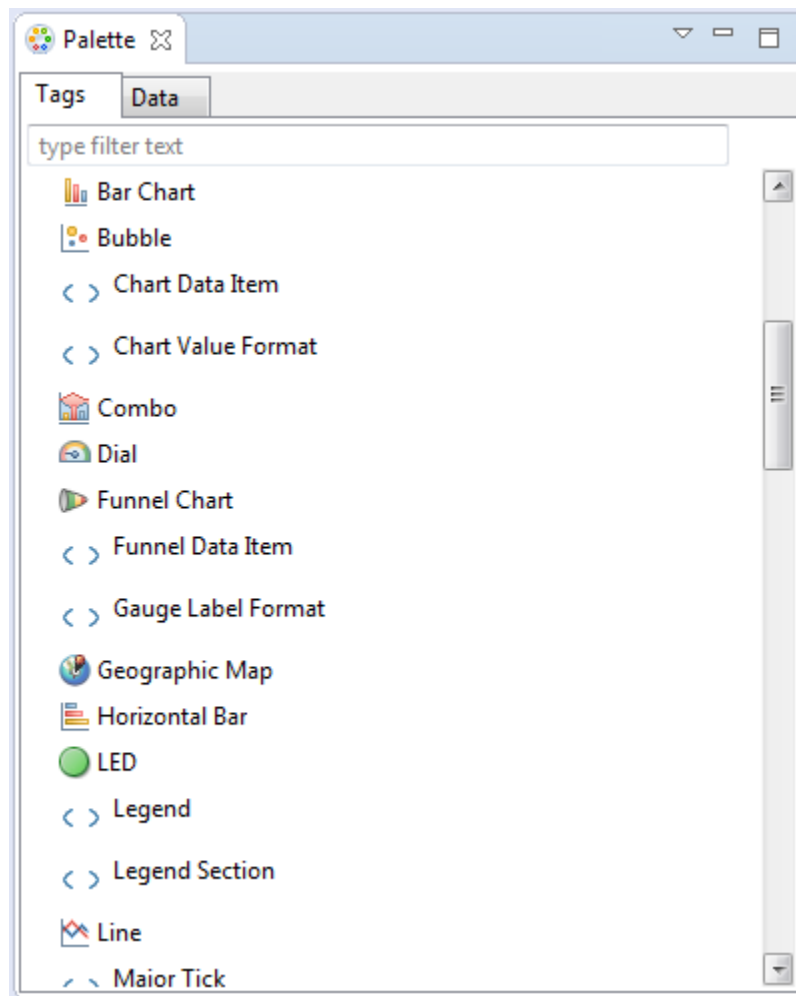 Palette
Tags
Data
type filter text
Bar Chart
Bubble
Chart Data Item
Chart Value Format
Combo
Dial
Funnel Chart
Funnel Data Item
Gauge Label Format
Geographic Map
Horizontal Bar
LED
Legend
Legend Section
Line
Major Tick